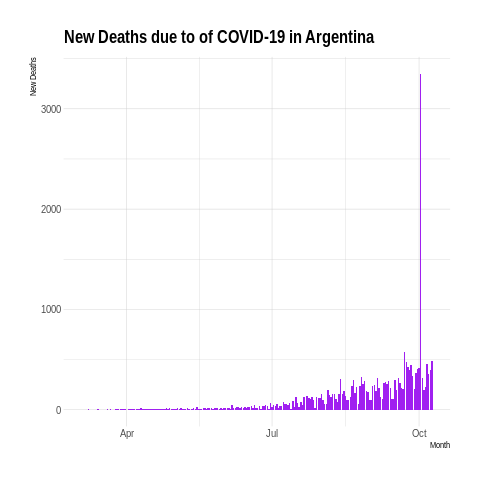 New Deaths due to of COVID-19 in Argentina
New Deaths
3000
2000
1000
0
Apr
Jul
Oct
Month